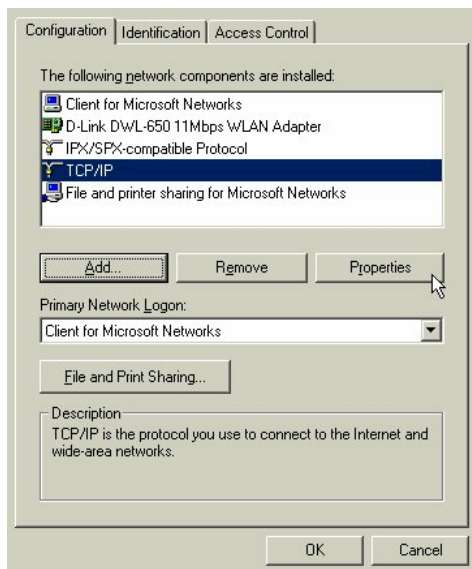 Configuration Identification Access Control
The following network components are installed:
Client for Microsoft Networks
D-Link DWL-650 11Mbps WLAN Adapter
IPX/SPX-compatible Protocol
TCP/IP
File and printer sharing for Microsoft Networks
Add... Remove Properties
Primary Network Logon:
Client for Microsoft Networks
File and Print Sharing...
Description
TCP/IP is the protocol you use to connect to the Internet and
wide-area networks.
OK Cancel